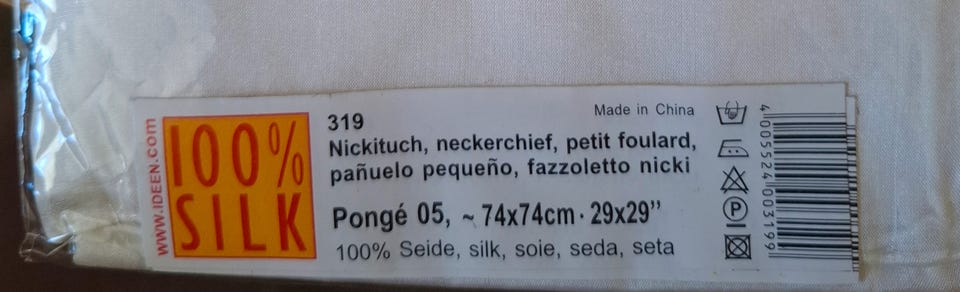 WWW.IDEEN.com
100%
SILK
319
Made in China
Nickituch, neckerchief, petit foulard,
pañuelo pequeño, fazzoletto nicki
Pongé 05, ~ 74x74cm · 29x29”
100% Seide, silk, soie, seda, seta
P
4 005524 003199